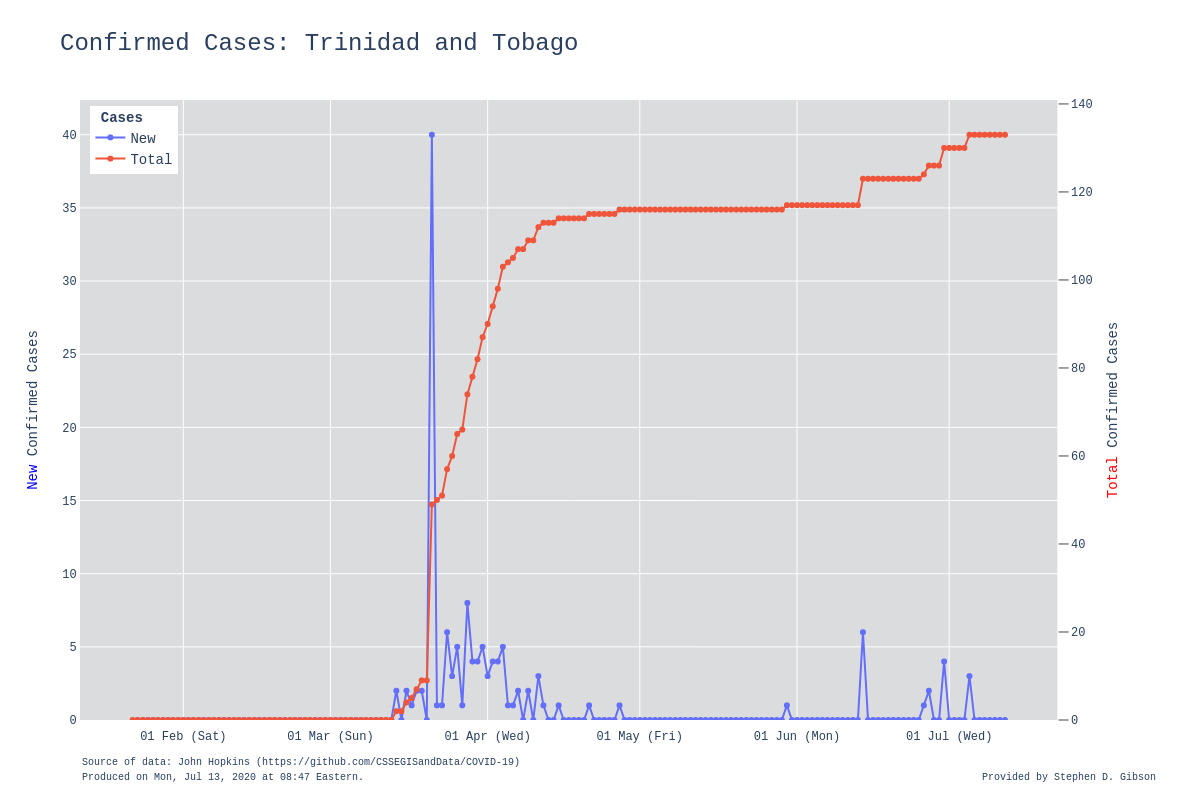 Confirmed Cases: Trinidad and Tobago
Cases
New
Total
40
35
30
25
20
15
10
5
0
140
120
100
80
60
40
20
0
New Confirmed Cases
Total Confirmed Cases
01 Feb (Sat)
01 Mar (Sun)
01 Apr (Wed)
01 May (Fri)
01 Jun (Mon)
01 Jul (Wed)
Source of data: John Hopkins (https://github.com/CSSEGISandData/COVID-19)
Produced on Mon, Jul 13, 2020 at 08:47 Eastern.
Provided by Stephen D. Gibson